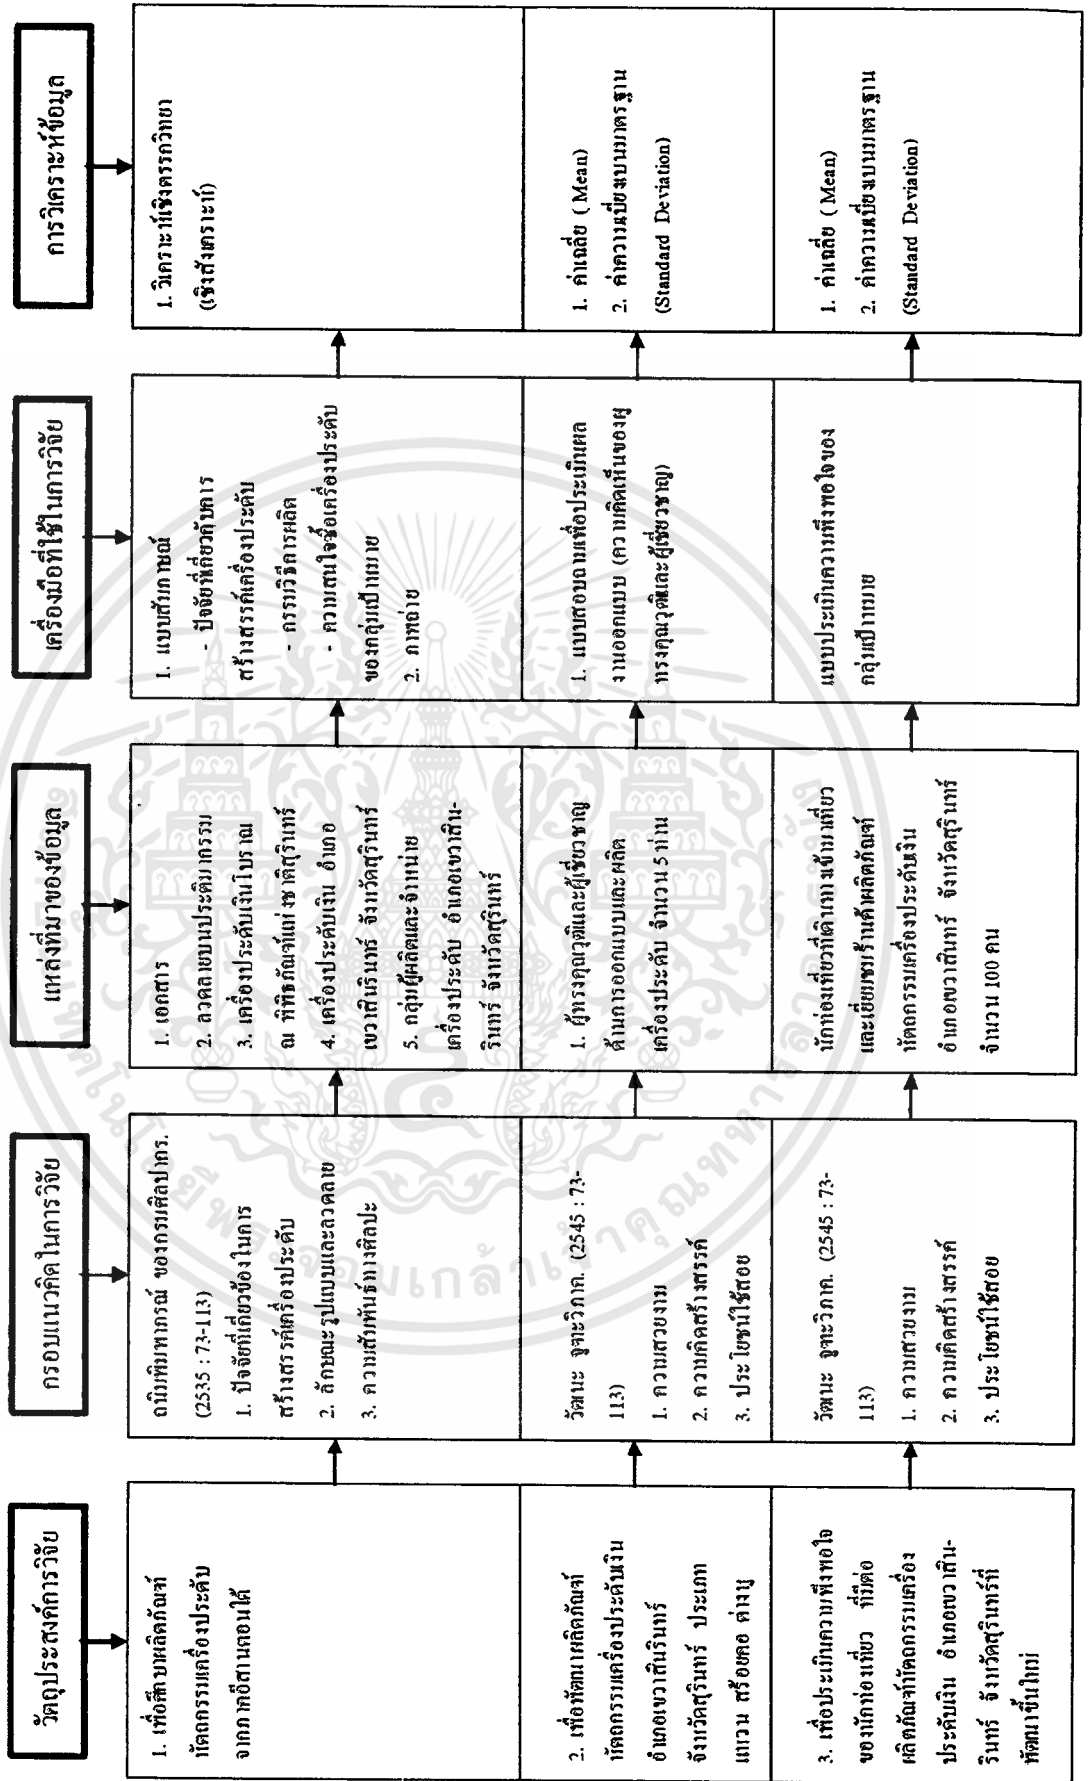 วัตถุประสงค์การวิจัย
1. เพื่อศึกษาผลิตภัณฑ์
หัตถกรรมเครื่องประดับ
จากภาคอีสานตอนใต้
2. เพื่อพัฒนาผลิตภัณฑ์
หัตถกรรมเครื่องประดับเงิน
อำเภอเขวาสินรินทร์
จังหวัดสุรินทร์ ประเภท
แหวน สร้อยคอ ต่างหู
3. เพื่อประเมินความพึงพอใจ
ของนักท่องเที่ยว ที่มีต่อ
ผลิตภัณฑ์หัตถกรรมเครื่อง
ประดับเงิน อำเภอเขวาสิน-
รินทร์ จังหวัดสุรินทร์ที่
พัฒนาขึ้นใหม่
กรอบแนวคิดในการวิจัย
ถนิมพิมพาภรณ์ ของกรมศิลปากร.
(2535 : 73-113)
1. ปัจจัยที่เกี่ยวข้องในการ
สร้างสรรค์เครื่องประดับ
2. ลักษณะรูปแบบและลวดลาย
3. ความสัมพันธ์ทางศิลปะ
วัฒนะ จูฑะวิภาค. (2545 : 73-
113)
1. ความสวยงาม
2. ความคิดสร้างสรรค์
3. ประโยชน์ใช้สอย
วัฒนะ จูฑะวิภาค. (2545 : 73-
113)
1. ความสวยงาม
2. ความคิดสร้างสรรค์
3. ประโยชน์ใช้สอย
แหล่งที่มาของข้อมูล
1. เอกสาร
2. ลวดลายบนประติมากรรม
3. เครื่องประดับเงินโบราณ
ณ พิพิธภัณฑ์แห่งชาติสุรินทร์
4. เครื่องประดับเงิน อำเภอ
เขวาสินรินทร์ จังหวัดสุรินทร์
5. กลุ่มผู้ผลิตและจำหน่าย
เครื่องประดับ อำเภอเขวาสิน-
รินทร์ จังหวัดสุรินทร์
1. ผู้ทรงคุณวุฒิและผู้เชี่ยวชาญ
ด้านการออกแบบและผลิต
เครื่องประดับ จำนวน 5 ท่าน
นักท่องเที่ยวที่เดินทางเข้ามาเที่ยว
และเยี่ยมชมร้านค้าผลิตภัณฑ์
หัตถกรรมเครื่องประดับเงิน
อำเภอเขวาสินรินทร์ จังหวัดสุรินทร์
จำนวน 100 คน
เครื่องมือที่ใช้ในการวิจัย
1. แบบสัมภาษณ์
- ปัจจัยที่เกี่ยวกับการ
สร้างสรรค์เครื่องประดับ
- กรรมวิธีการผลิต
- ความสนใจซื้อเครื่องประดับ
ของกลุ่มเป้าหมาย
2. ภาพถ่าย
1. แบบสอบถามเพื่อประเมินผล
งานออกแบบ (ความคิดเห็นของผู้
ทรงคุณวุฒิและผู้เชี่ยวชาญ)
แบบประเมินความพึงพอใจของ
กลุ่มเป้าหมาย
การวิเคราะห์ข้อมูล
1. วิเคราะห์เชิงตรรกวิทยา
(เชิงสังเคราะห์)
1. ค่าเฉลี่ย ( Mean)
2. ค่าความเบี่ยงเบนมาตรฐาน
(Standard Deviation)
1. ค่าเฉลี่ย ( Mean)
2. ค่าความเบี่ยงเบนมาตรฐาน
(Standard Deviation)